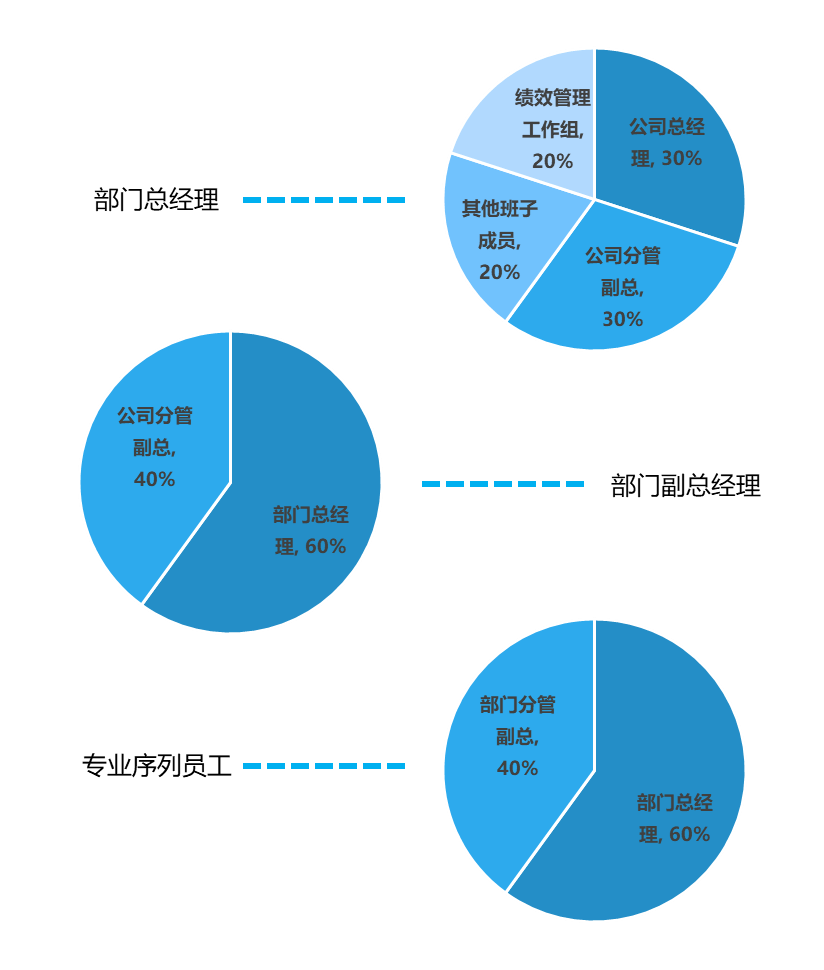 部门总经理
绩效管理
工作组,
20%
公司总经
理, 30%
其他班子
成员,
20%
公司分管
副总,
30%
公司分管
副总,
40%
部门总经
理, 60%
部门副总经理
专业序列员工
部门分管
副总,
40%
部门总经
理, 60%